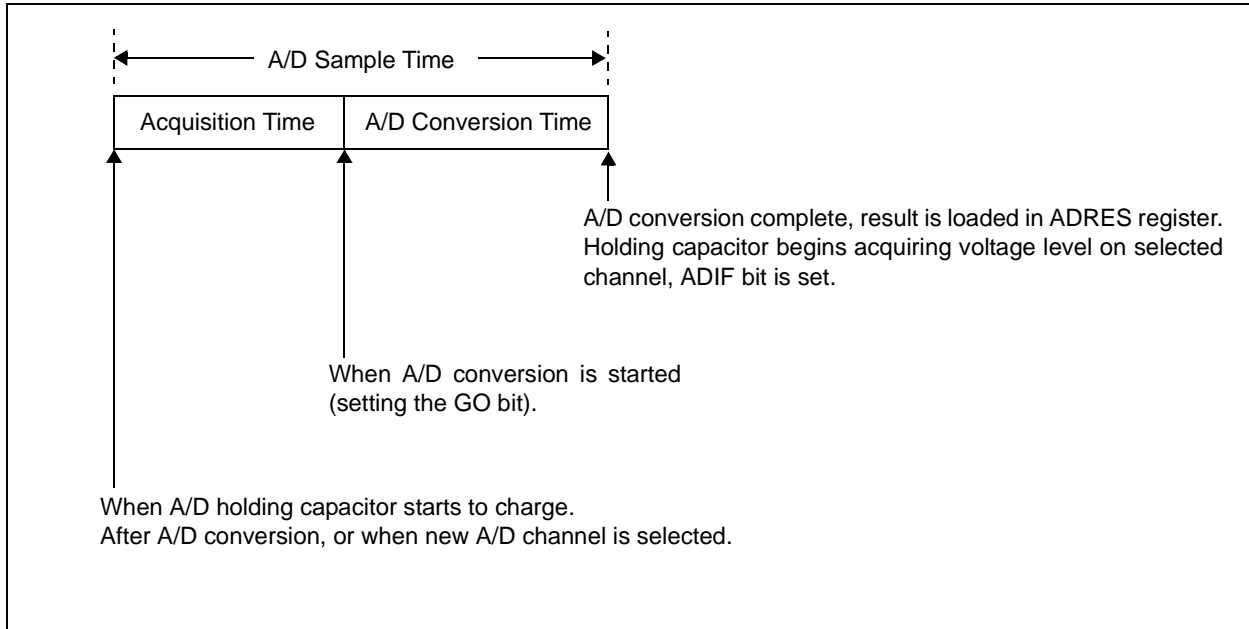 A/D Sample Time
Acquisition Time
A/D Conversion Time
A/D conversion complete, result is loaded in ADRES register.
Holding capacitor begins acquiring voltage level on selected
channel, ADIF bit is set.
When A/D conversion is started
(setting the GO bit).
When A/D holding capacitor starts to charge.
After A/D conversion, or when new A/D channel is selected.